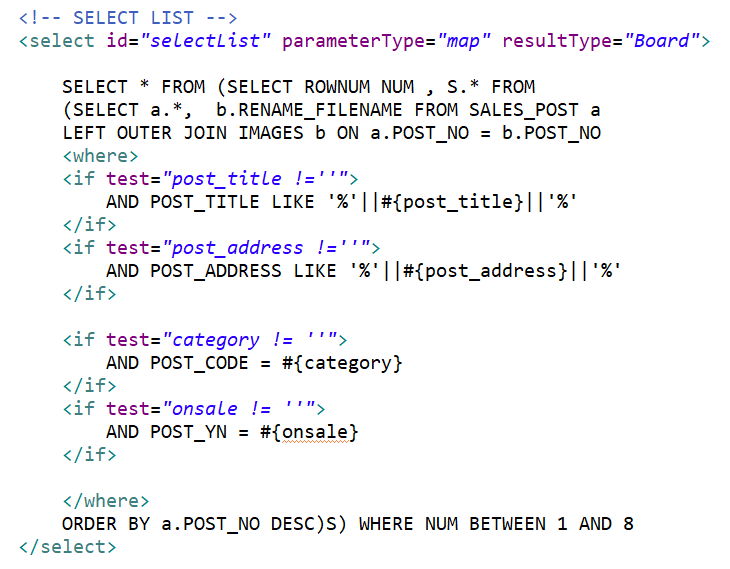 <!-- SELECT LIST -->
<select id="selectList" parameterType="map" resultType="Board">
SELECT * FROM (SELECT ROWNUM NUM , S.* FROM
(SELECT a.*,  b.RENAME_FILENAME FROM SALES_POST a
LEFT OUTER JOIN IMAGES b ON a.POST_NO = b.POST_NO
<where>
<if test="post_title !=''">
AND POST_TITLE LIKE '%'||#{post_title}||'%'
</if>
<if test="post_address !=''">
AND POST_ADDRESS LIKE '%'||#{post_address}||'%'
</if>
<if test="category != ''">
AND POST_CODE = #{category}
</if>
<if test="onsale != ''">
AND POST_YN = #{onsale}
</if>
</where>
ORDER BY a.POST_NO DESC)S) WHERE NUM BETWEEN 1 AND 8
</select>